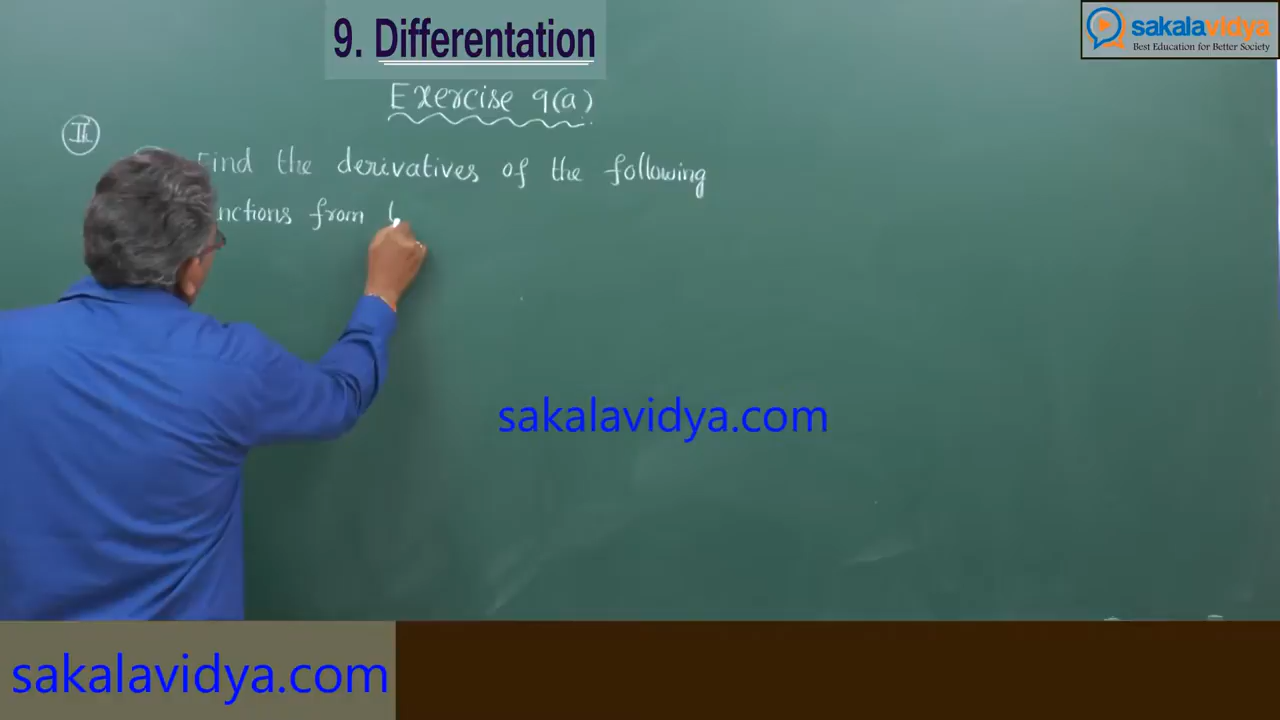 9. Differentation
sakalavidya
Best Education for Better Society
Exercise 9(a)
II
Find the derivatives of the following
nctions from
sakalavidya.com
sakalavidya.com